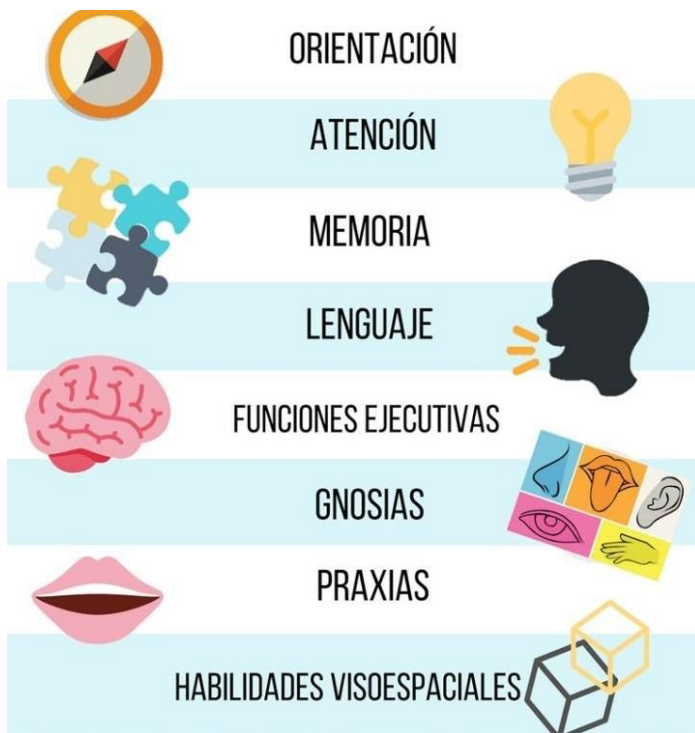 ORIENTACIÓN
ATENCIÓN
MEMORIA
LENGUAJE
FUNCIONES EJECUTIVAS
GNOSIAS
PRAXIAS
HABILIDADES VISOESPACIALES